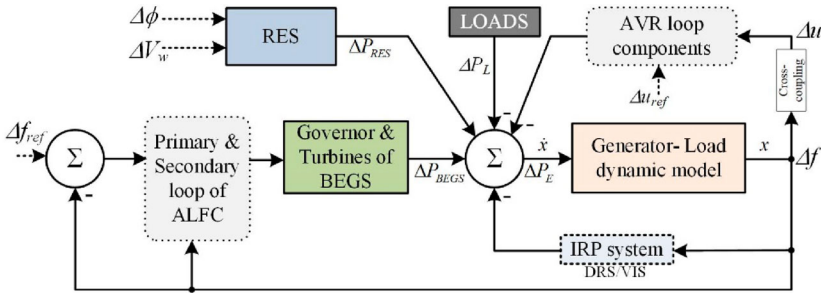 Δϕ
ΔV_w
RES
ΔP_RES
LOADS
ΔP_L
AVR loop
components
Δu_ref
Δu
Cross-
coupling
Δf_ref
Σ
-
Primary &
Secondary
loop of
ALFC
Governor &
Turbines of
BEGS
ΔP_BEGS
Σ
-
-
-
ẋ
ΔP_E
Generator- Load
dynamic model
x
Δf
IRP system
DRS/VIS